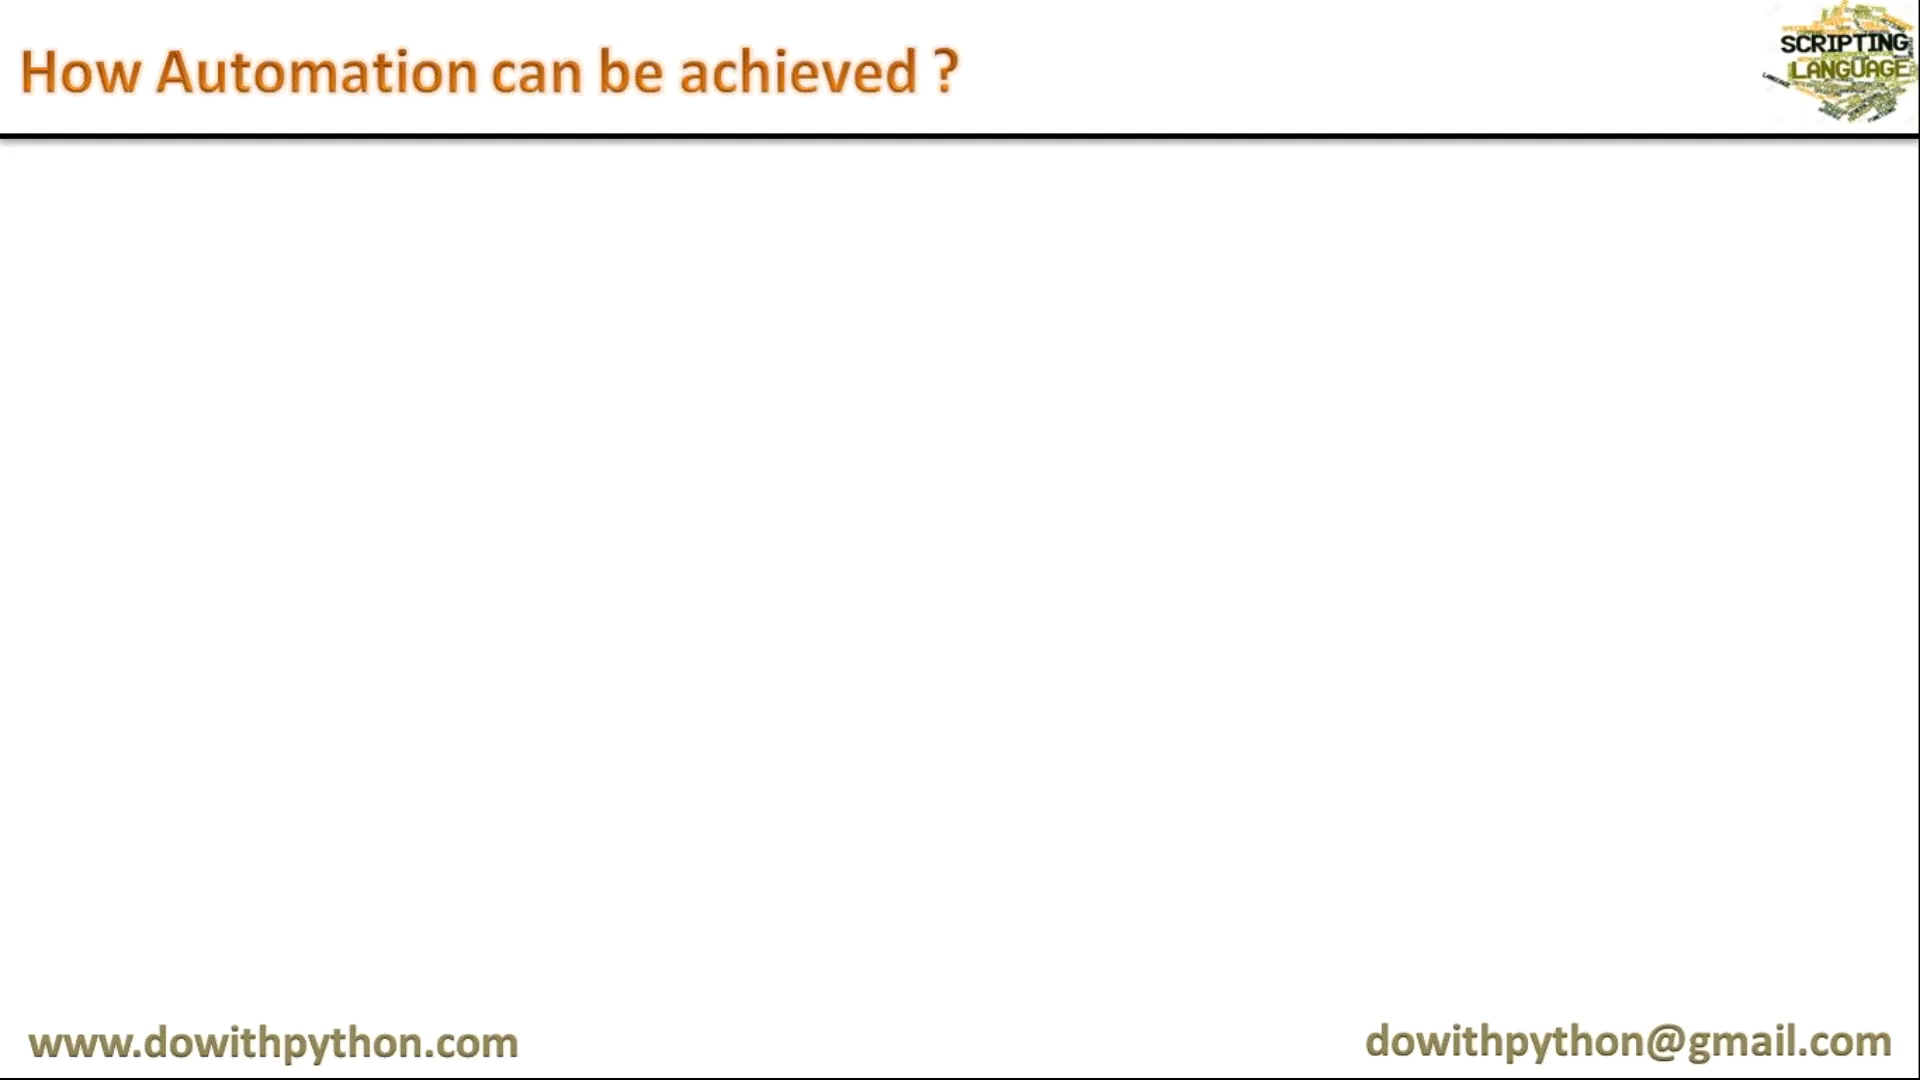 How Automation can be achieved ?
SCRIPTING
LANGUAGE
www.dowithpython.com
dowithpython@gmail.com